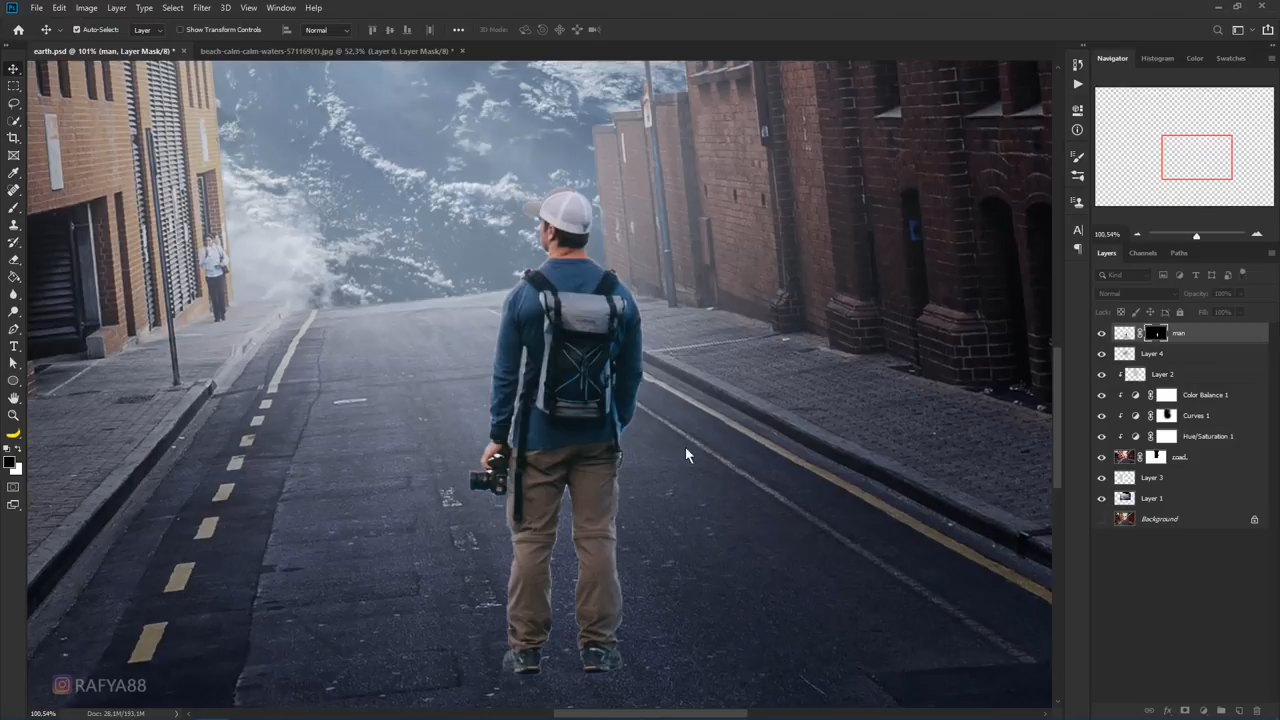 File Edit Image Layer Type Select Filter 3D View Window Help
Auto-Select: Layer Show Transform Controls Normal 3D Mode:
earth.psd @ 101% (man, Layer Mask/8) * × beach-calm-calm-waters-571169(1).jpg @ 52,3% (Layer 0, Layer Mask/8) * ×
Navigator Histogram Color Swatches
100.54%
Layers Channels Paths
Kind
Normal Opacity: 100%
Lock: Fill: 100%
man
Layer 4
Layer 2
Color Balance 1
Curves 1
Hue/Saturation 1
road.
Layer 3
Layer 1
Background
RAFYA88
100,54% Doc: 28,1M/193,1M